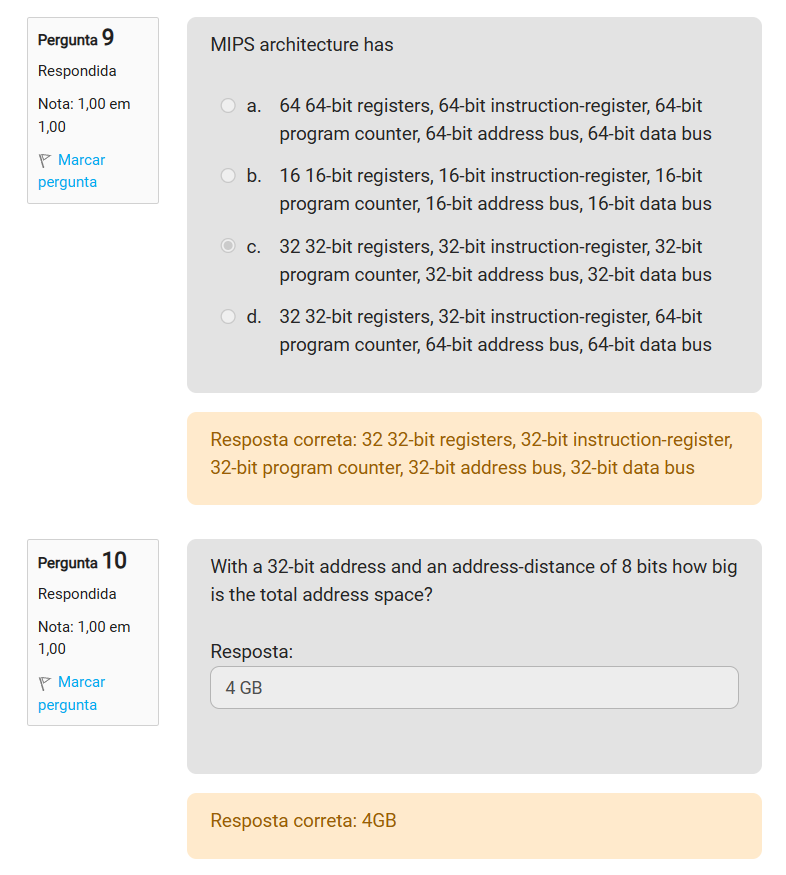 Pergunta 9
Respondida
Nota: 1,00 em
1,00
Marcar
pergunta
MIPS architecture has
a. 64 64-bit registers, 64-bit instruction-register, 64-bit
program counter, 64-bit address bus, 64-bit data bus
b. 16 16-bit registers, 16-bit instruction-register, 16-bit
program counter, 16-bit address bus, 16-bit data bus
c. 32 32-bit registers, 32-bit instruction-register, 32-bit
program counter, 32-bit address bus, 32-bit data bus
d. 32 32-bit registers, 32-bit instruction-register, 64-bit
program counter, 64-bit address bus, 64-bit data bus
Resposta correta: 32 32-bit registers, 32-bit instruction-register,
32-bit program counter, 32-bit address bus, 32-bit data bus
Pergunta 10
Respondida
Nota: 1,00 em
1,00
Marcar
pergunta
With a 32-bit address and an address-distance of 8 bits how big
is the total address space?
Resposta:
4 GB
Resposta correta: 4GB